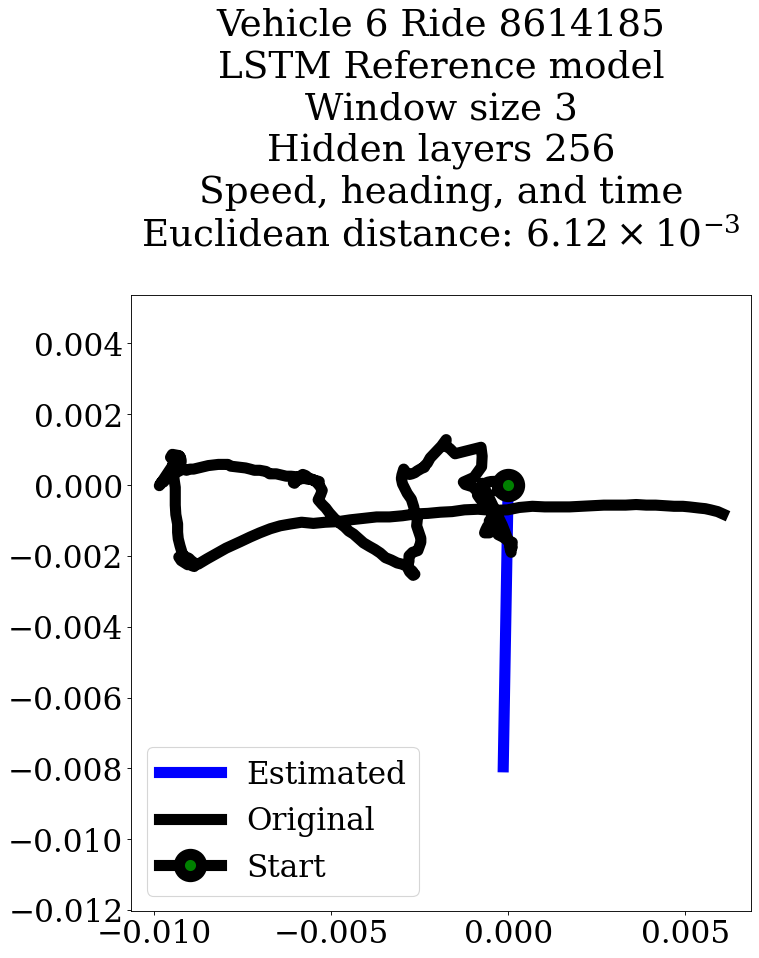 Vehicle 6 Ride 8614185
LSTM Reference model
Window size 3
Hidden layers 256
Speed, heading, and time
Euclidean distance: 6.12 × 10⁻³
0.004
0.002
0.000
−0.002
−0.004
−0.006
−0.008
−0.010
−0.012
Estimated
Original
Start
−0.010 −0.005 0.000 0.005